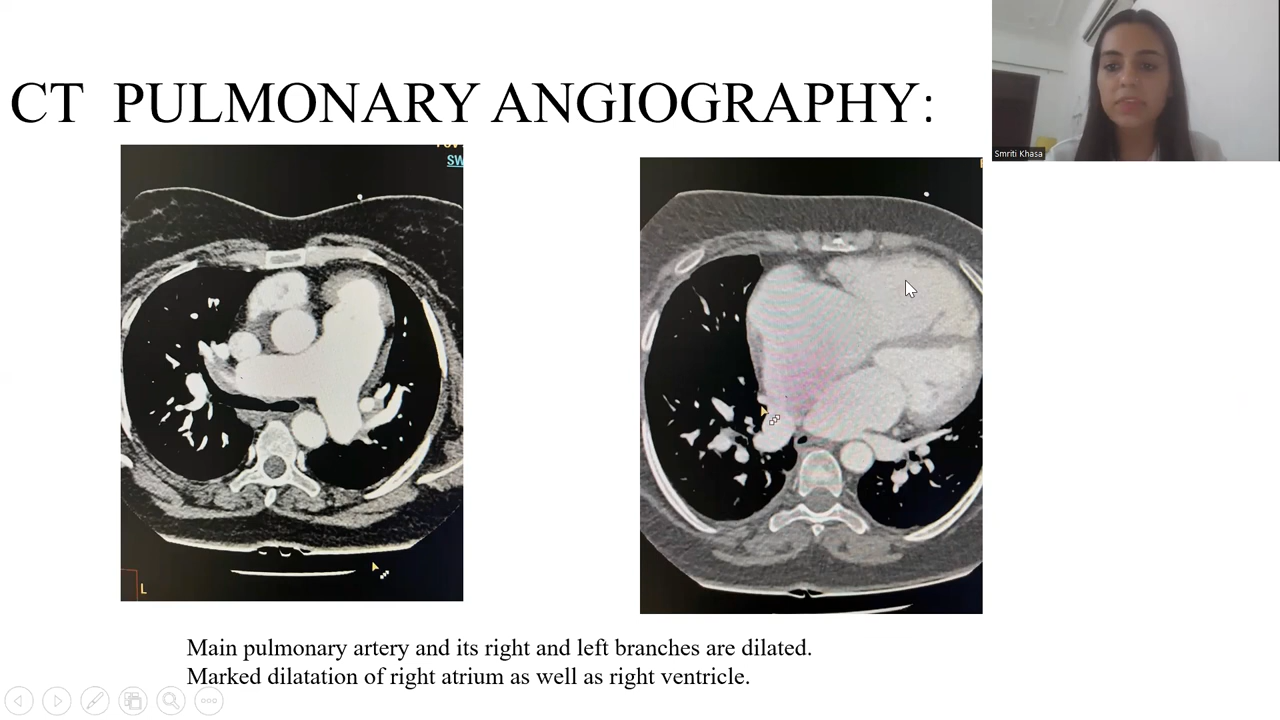 CT PULMONARY ANGIOGRAPHY:
Smriti Khasa
SW
L
Main pulmonary artery and its right and left branches are dilated.
Marked dilatation of right atrium as well as right ventricle.